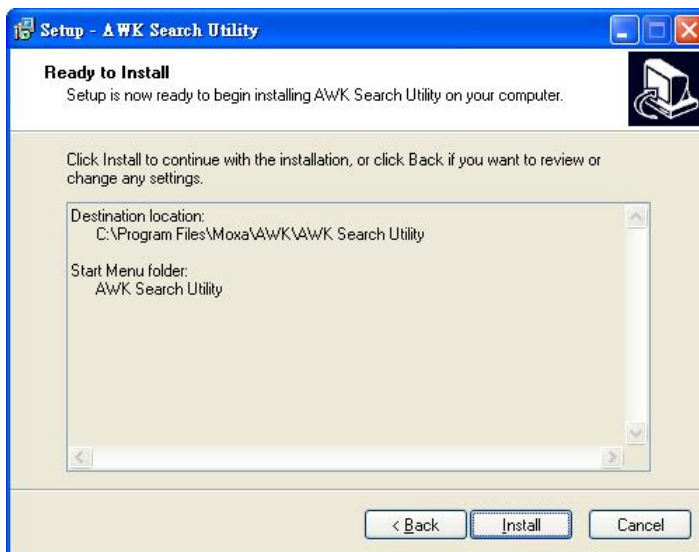 Setup - AWK Search Utility
Ready to Install
Setup is now ready to begin installing AWK Search Utility on your computer.
Click Install to continue with the installation, or click Back if you want to review or
change any settings.
Destination location:
C:\Program Files\Moxa\AWK\AWK Search Utility
Start Menu folder:
AWK Search Utility
< Back
Install
Cancel